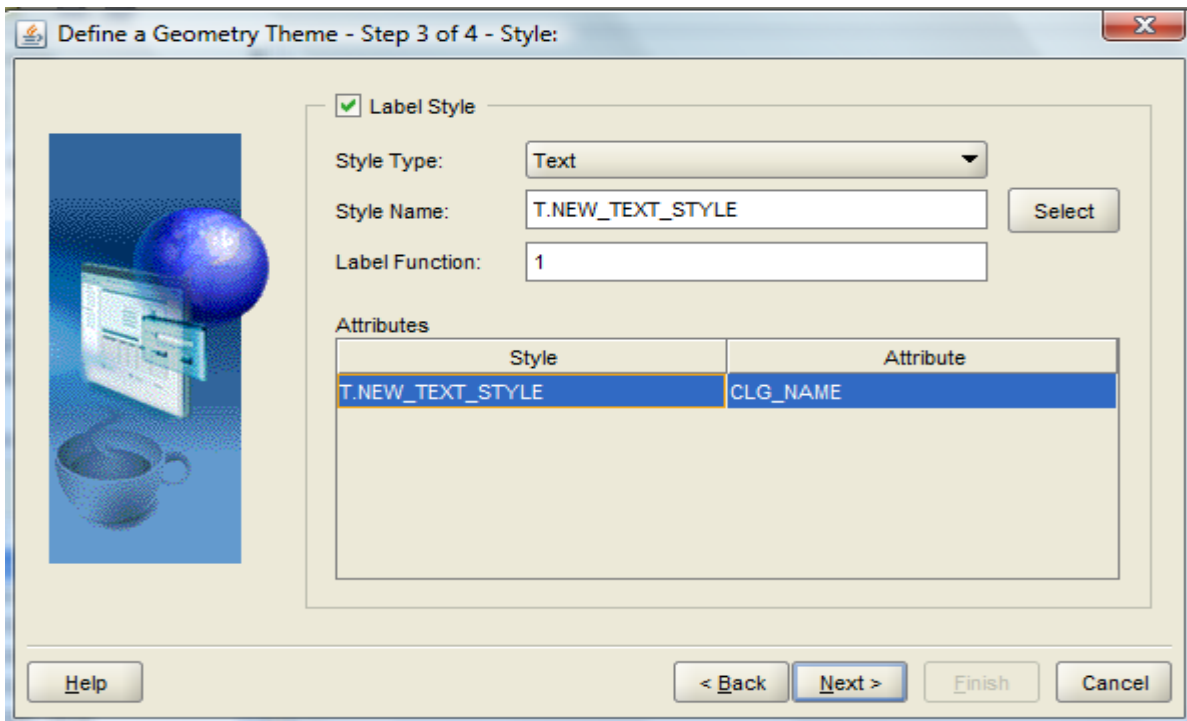 Define a Geometry Theme - Step 3 of 4 - Style:
Label Style
Style Type: Text
Style Name: T.NEW_TEXT_STYLE Select
Label Function: 1
Attributes
Style Attribute
T.NEW_TEXT_STYLE CLG_NAME
Help < Back Next > Finish Cancel